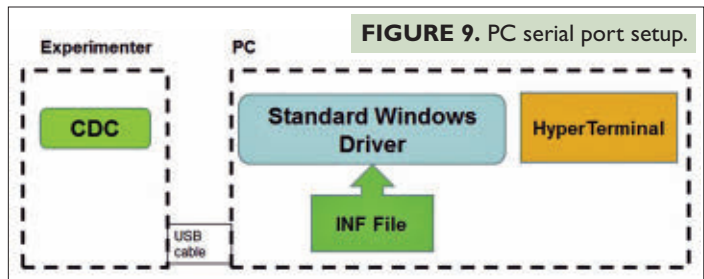 FIGURE 9. PC serial port setup.
Experimenter
PC
CDC
Standard Windows
Driver
HyperTerminal
INF File
USB
cable